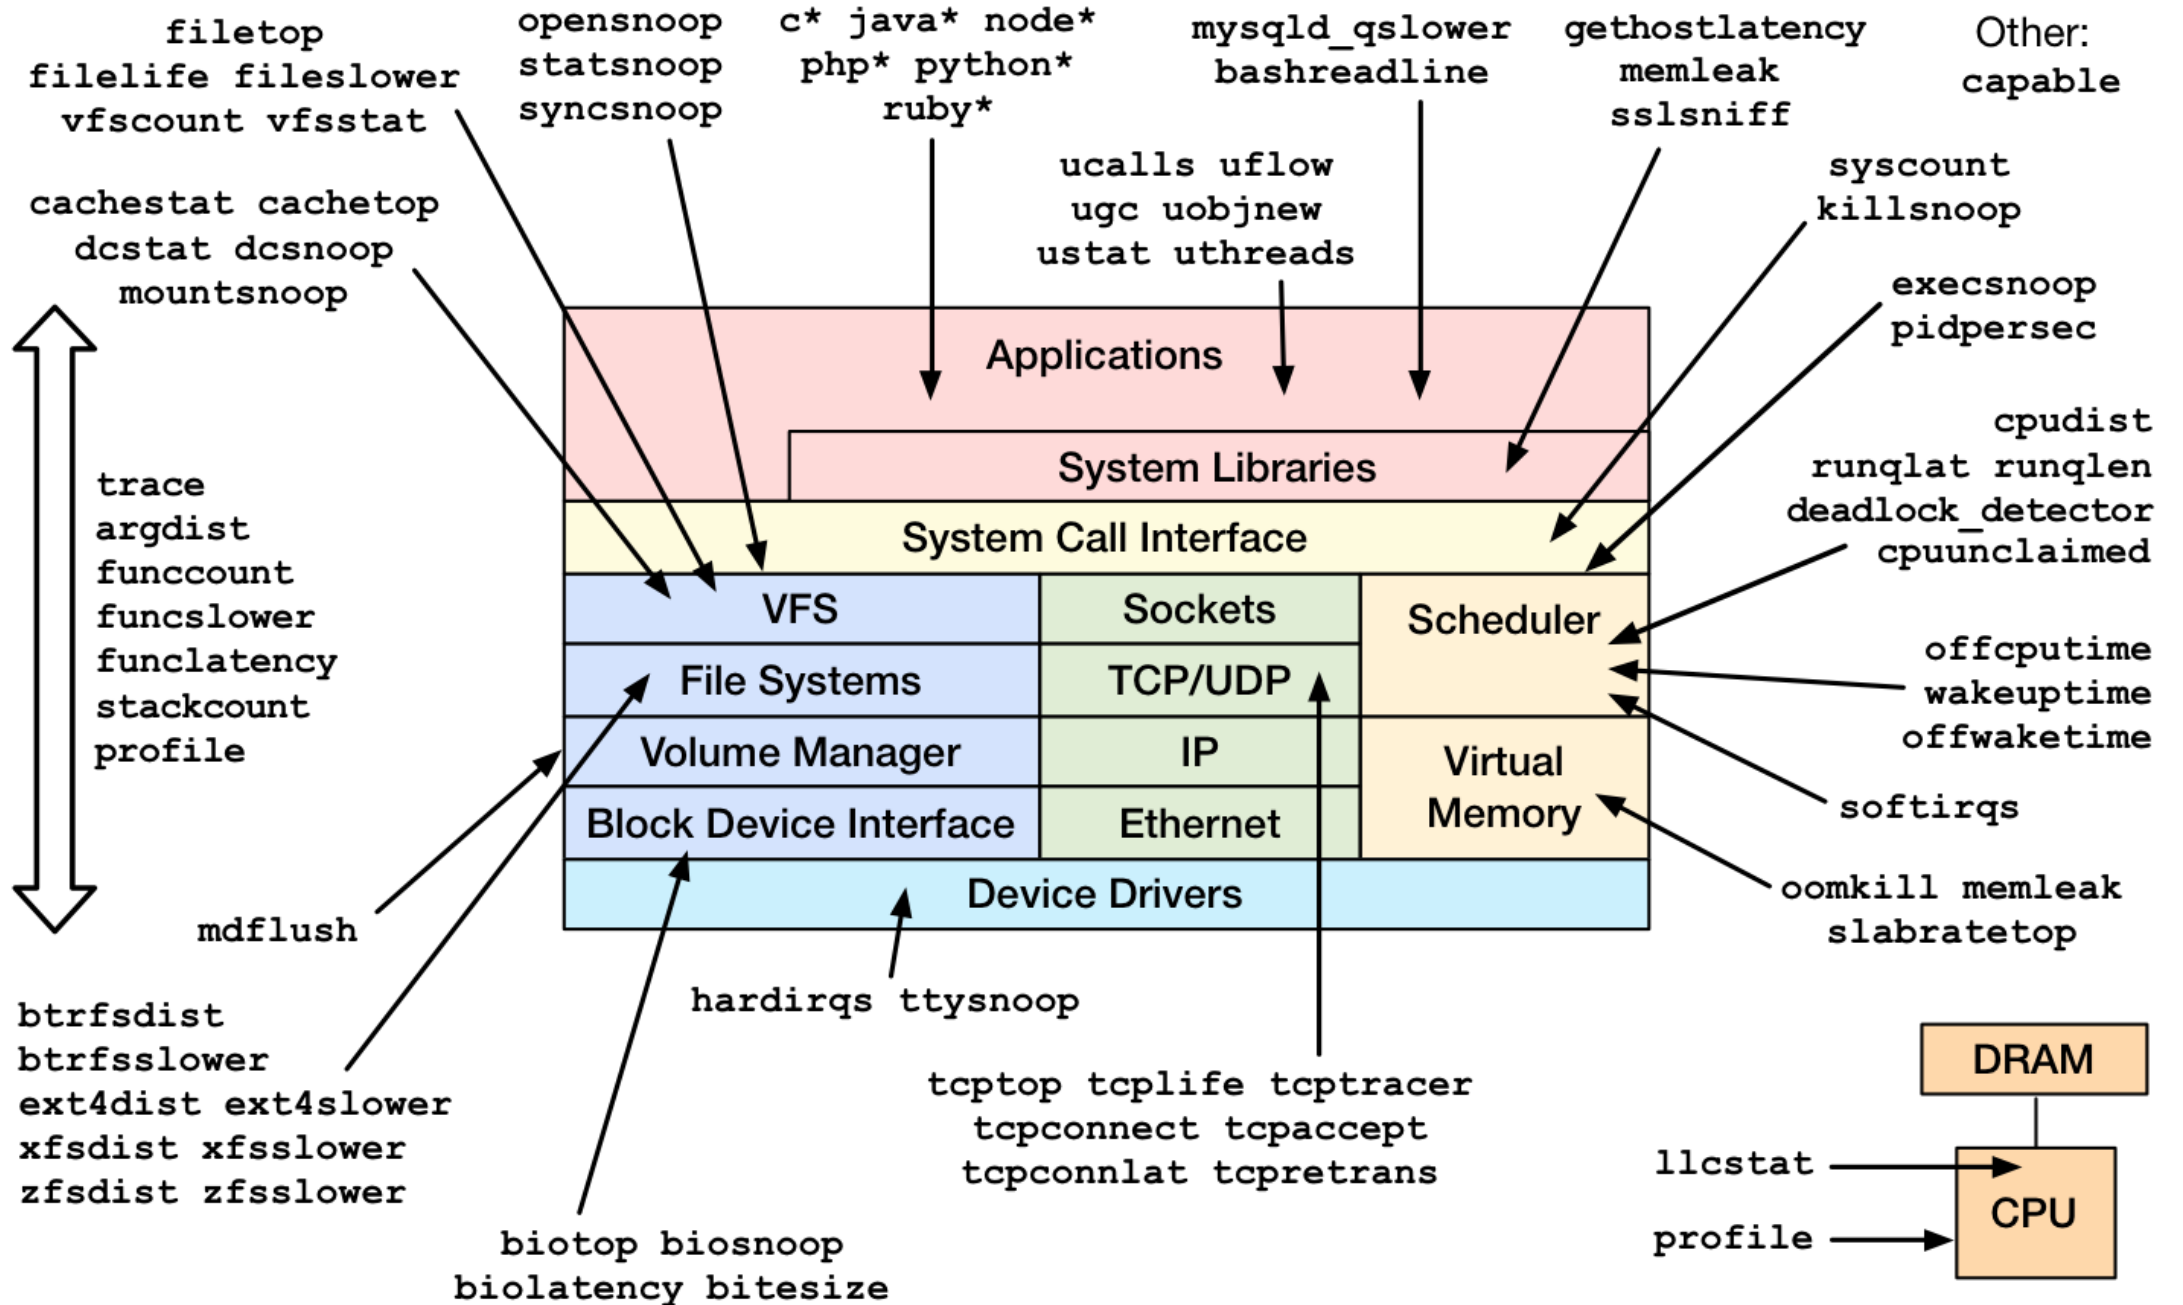 filetop
filelife fileslower
vfscount vfsstat
opensnoop
statsnoop
syncsnoop
c* java* node*
php* python*
ruby*
mysqld_qslower
bashreadline
gethostlatency
memleak
sslsniff
Other:
capable
ucalls uflow
ugc uobjnew
ustat uthreads
syscount
killsnoop
cachestat cachetop
dcstat dcsnoop
mountsnoop
execsnoop
pidpersec
Applications
System Libraries
System Call Interface
VFS
Sockets
Scheduler
File Systems
TCP/UDP
Volume Manager
IP
Virtual
Memory
Block Device Interface
Ethernet
Device Drivers
trace
argdist
funccount
funcslower
funclatency
stackcount
profile
cpudist
runqlat runqlen
deadlock_detector
cpuunclaimed
offcputime
wakeuptime
offwaketime
softirqs
oomkill memleak
slabratetop
mdflush
hardirqs ttysnoop
btrfsdist
btrfsslower
ext4dist ext4slower
xfsdist xfsslower
zfsdist zfsslower
tcptop tcplife tcptracer
tcpconnect tcpaccept
tcpconnlat tcpretrans
biotop biosnoop
biolatency bitesize
DRAM
llcstat
CPU
profile